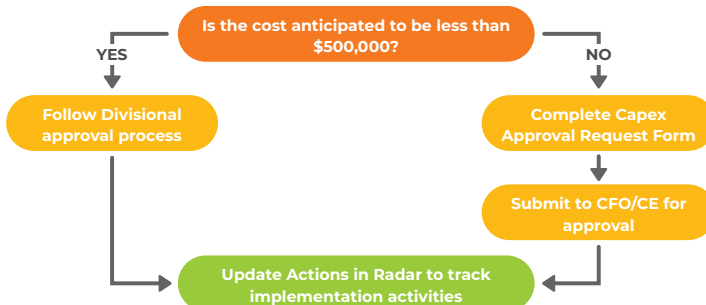 Is the cost anticipated to be less than
$500,000?
YES
NO
Follow Divisional
approval process
Complete Capex
Approval Request Form
Submit to CFO/CE for
approval
Update Actions in Radar to track
implementation activities